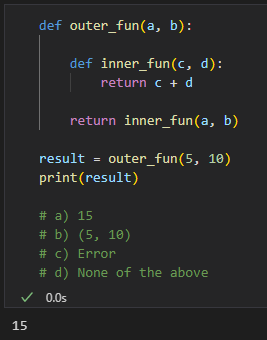 def outer_fun(a, b):
    def inner_fun(c, d):
        return c + d
    return inner_fun(a, b)
result = outer_fun(5, 10)
print(result)
# a) 15
# b) (5, 10)
# c) Error
# d) None of the above
0.0s
15